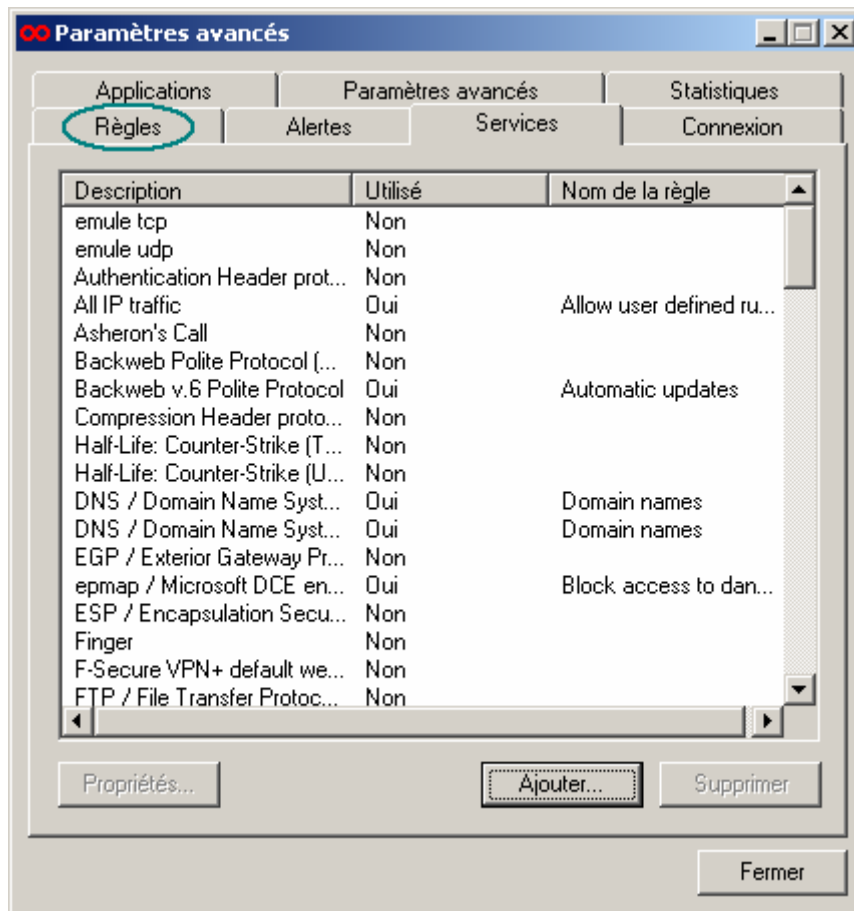 Paramètres avancés
Applications Paramètres avancés Statistiques
Règles Alertes Services Connexion
Description Utilisé Nom de la règle
emule tcp Non
emule udp Non
Authentication Header prot... Non
All IP traffic Oui Allow user defined ru...
Asheron's Call Non
Backweb Polite Protocol (... Non
Backweb v.6 Polite Protocol Oui Automatic updates
Compression Header proto... Non
Half-Life: Counter-Strike (T... Non
Half-Life: Counter-Strike (U... Non
DNS / Domain Name Syst... Oui Domain names
DNS / Domain Name Syst... Oui Domain names
EGP / Exterior Gateway Pr... Non
epmap / Microsoft DCE en... Oui Block access to dan...
ESP / Encapsulation Secu... Non
Finger Non
F-Secure VPN+ default we... Non
FTP / File Transfer Protoc... Non
Propriétés... Ajouter... Supprimer
Fermer